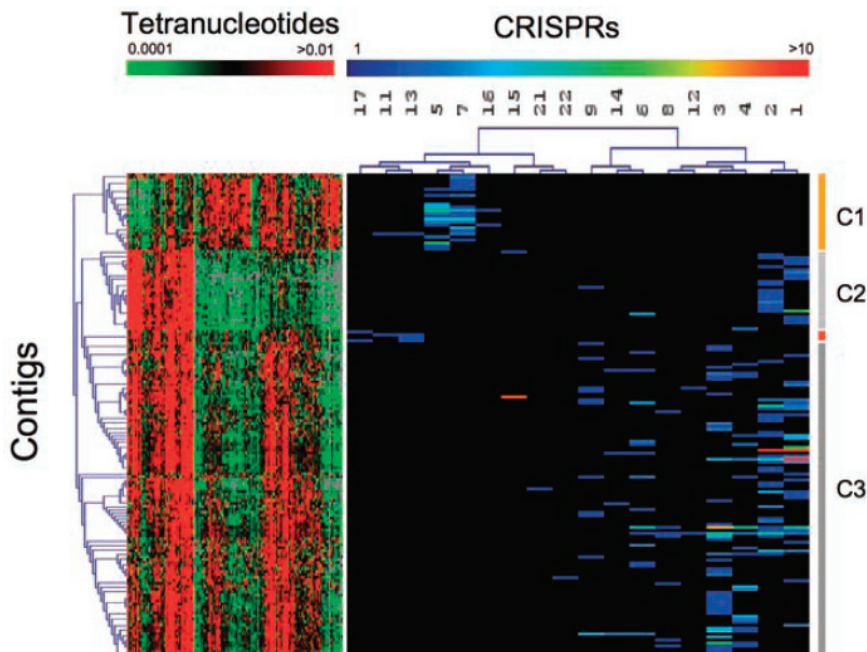 Tetranucleotides
CRISPRs
0.0001 >0.01
1 >10
17 11 13 5 7 16 15 21 22 9 14 6 8 12 3 4 2 1
C1
C2
Contigs
C3